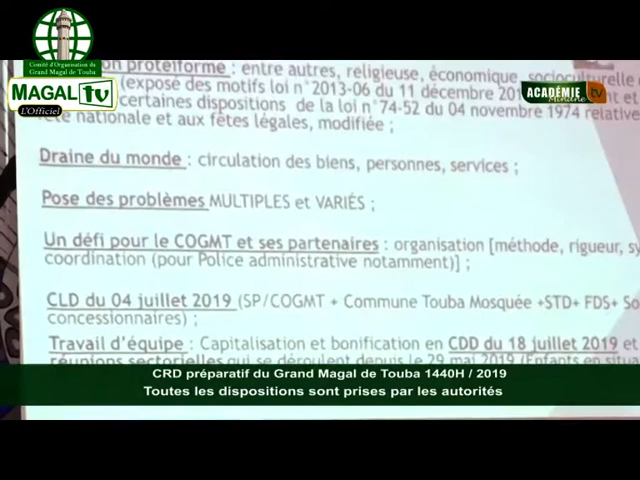 Comité d'Organisation du
Grand Magal de Touba
MAGAL tv
L'Officiel
ACADÉMIE tv
proteiforme : entre autres, religieuse, économique, socioculturelle
(exposé des motifs loi n°2013-06 du 11 décembre
certaines dispositions de la loi n°74-52 du 04 novembre 1974 relative
nationale et aux fêtes légales, modifiée ;
Draine du monde : circulation des biens, personnes, services ;
Pose des problèmes MULTIPLES et VARIÉS ;
Un défi pour le COGMT et ses partenaires : organisation [méthode, rigueur,
coordination (pour Police administrative notamment)] ;
CLD du 04 juillet 2019 (SP/COGMT + Commune Touba Mosquée +STD+ FDS+
concessionnaires) ;
Travail d'équipe : Capitalisation et bonification en CDD du 18 juillet 2019 et
réunions sectorielles qui se déroulent depuis le 29 mai 2019 (Enfants en
CRD préparatif du Grand Magal de Touba 1440H / 2019
Toutes les dispositions sont prises par les autorités